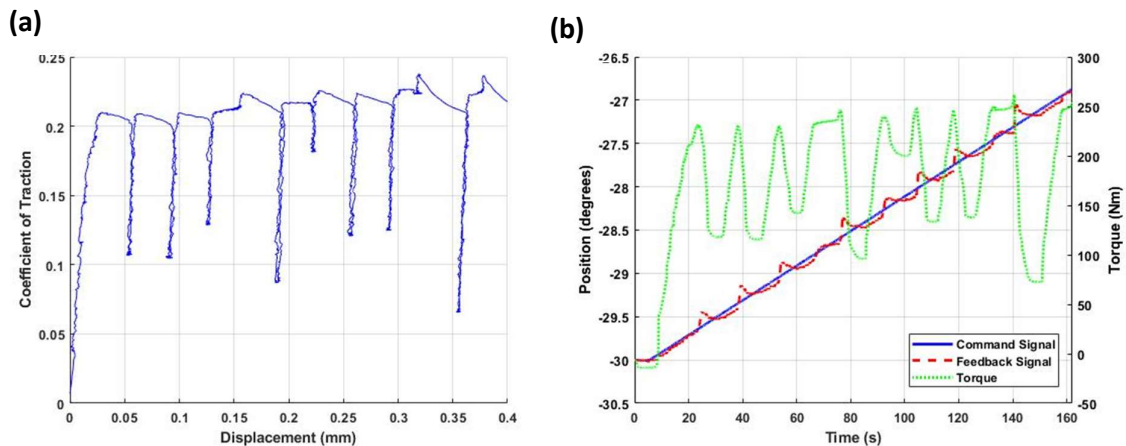 (a)
Coefficient of Traction
0.25
0.2
0.15
0.1
0.05
0
0 0.05 0.1 0.15 0.2 0.25 0.3 0.35 0.4
Displacement (mm)
(b)
Position (degrees)
-26.5
-27
-27.5
-28
-28.5
-29
-29.5
-30
-30.5
0 20 40 60 80 100 120 140 160
Time (s)
300
250
200
150
100
50
0
-50
Torque (Nm)
Command Signal
Feedback Signal
Torque